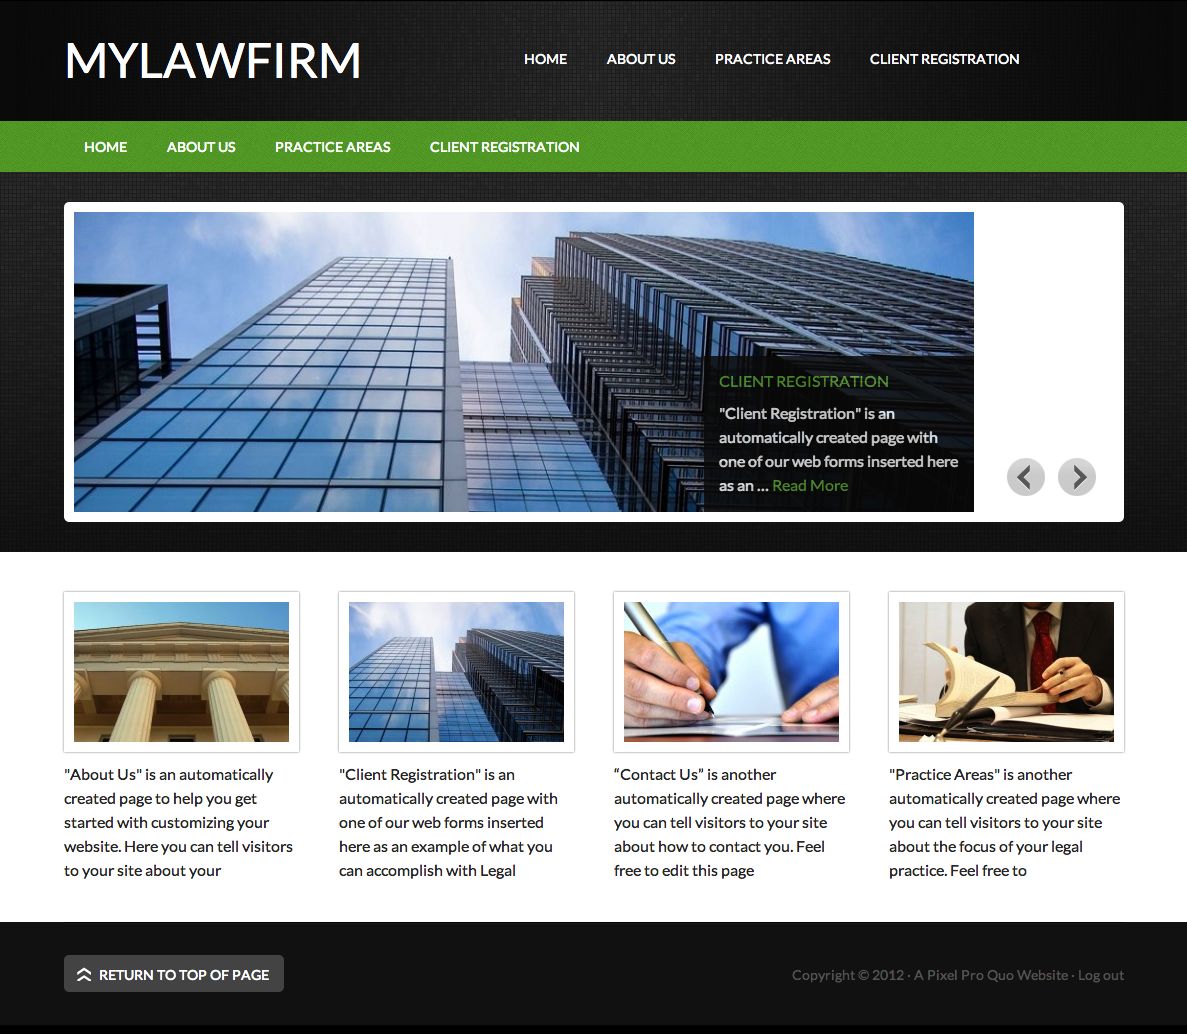 MYLAWFIRM
HOME ABOUT US PRACTICE AREAS CLIENT REGISTRATION
HOME ABOUT US PRACTICE AREAS CLIENT REGISTRATION
CLIENT REGISTRATION
"Client Registration" is an
automatically created page with
one of our web forms inserted here
as an ... Read More
"About Us" is an automatically
created page to help you get
started with customizing your
website. Here you can tell visitors
to your site about your
"Client Registration" is an
automatically created page with
one of our web forms inserted
here as an example of what you
can accomplish with Legal
“Contact Us” is another
automatically created page where
you can tell visitors to your site
about how to contact you. Feel
free to edit this page
"Practice Areas" is another
automatically created page where
you can tell visitors to your site
about the focus of your legal
practice. Feel free to
RETURN TO TOP OF PAGE
Copyright © 2012 · A Pixel Pro Quo Website · Log out